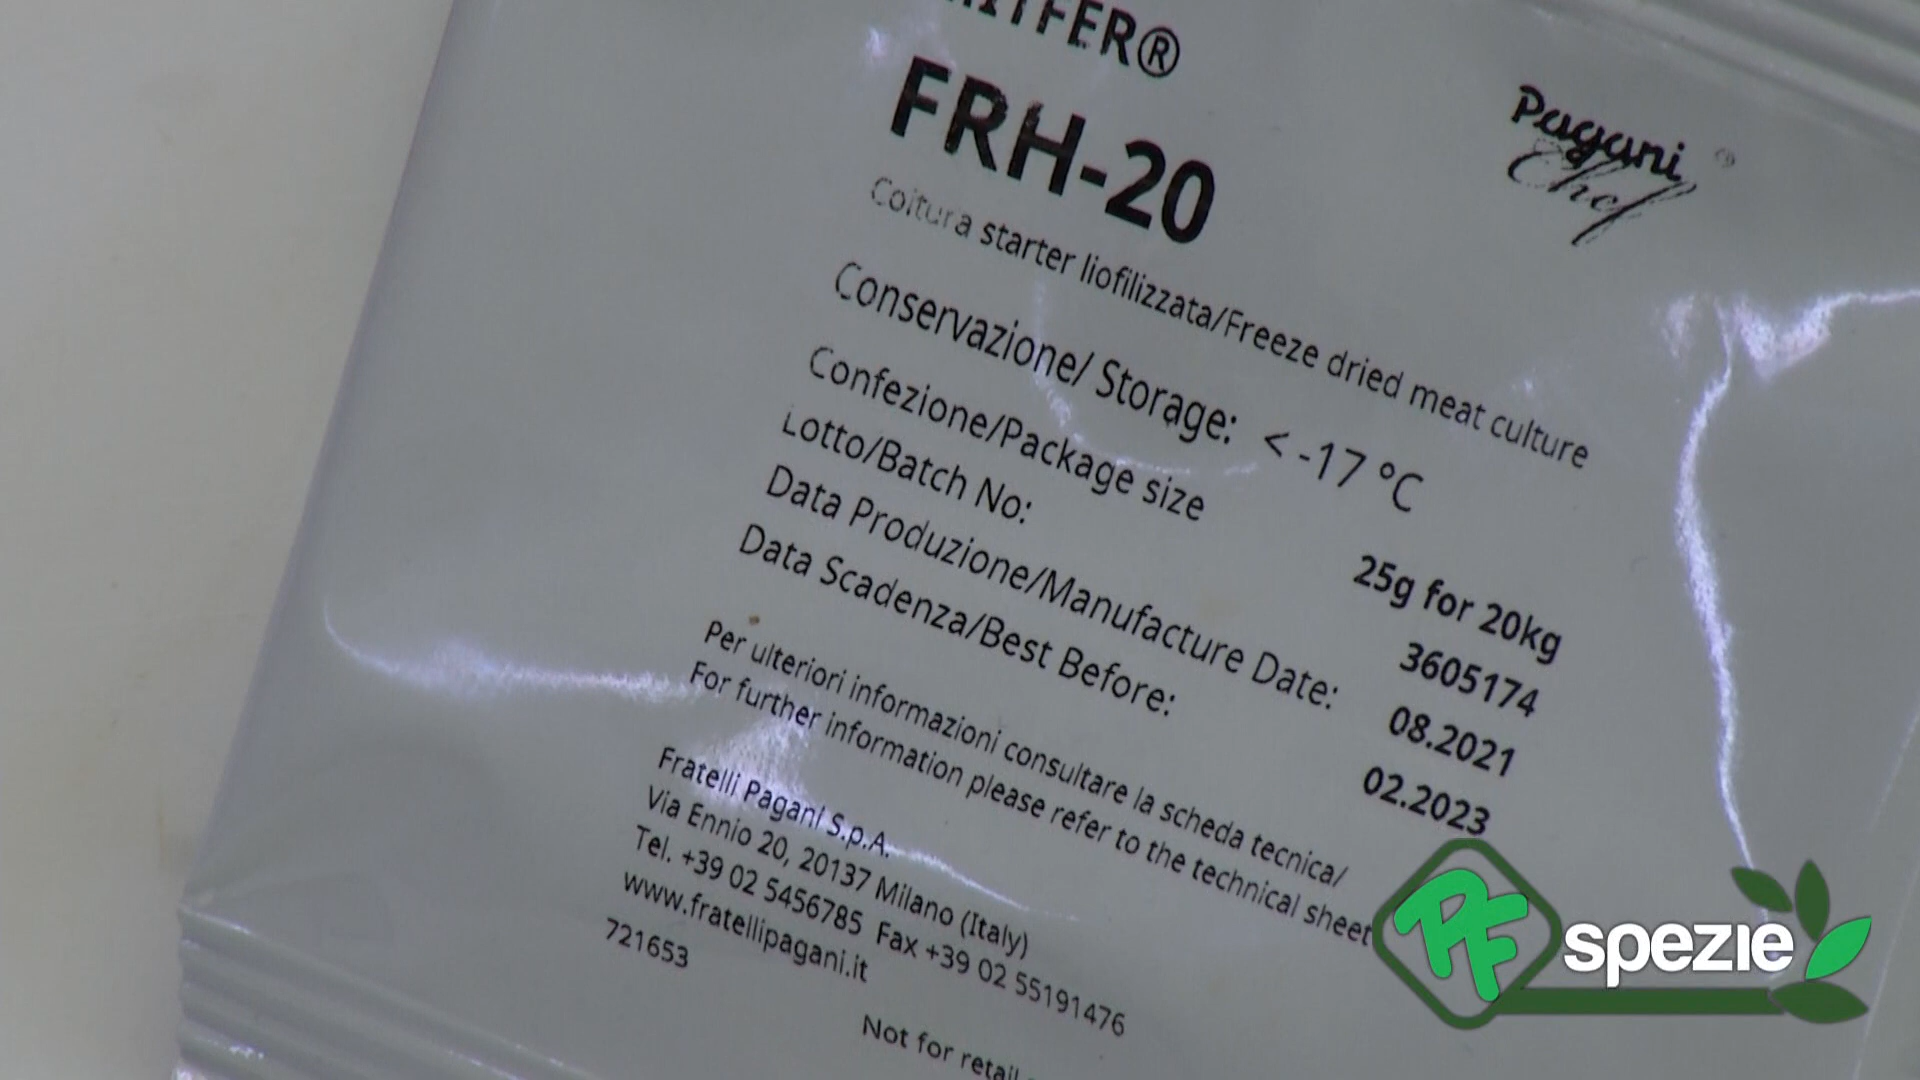 FRH-20
Pagani
Chef
Coltura starter liofilizzata/Freeze dried meat culture
Conservazione/ Storage: < -17 °C
Confezione/Package size 25g for 20kg
Lotto/Batch No: 3605174
Data Produzione/Manufacture Date: 08.2021
Data Scadenza/Best Before: 02.2023
Per ulteriori informazioni consultare la scheda tecnica/
For further information please refer to the technical sheet
Fratelli Pagani S.p.A.
Via Ennio 20, 20137 Milano (Italy)
Tel. +39 02 5456785 Fax +39 02 55191476
www.fratellipagani.it
721653
Not for retail
PF spezie